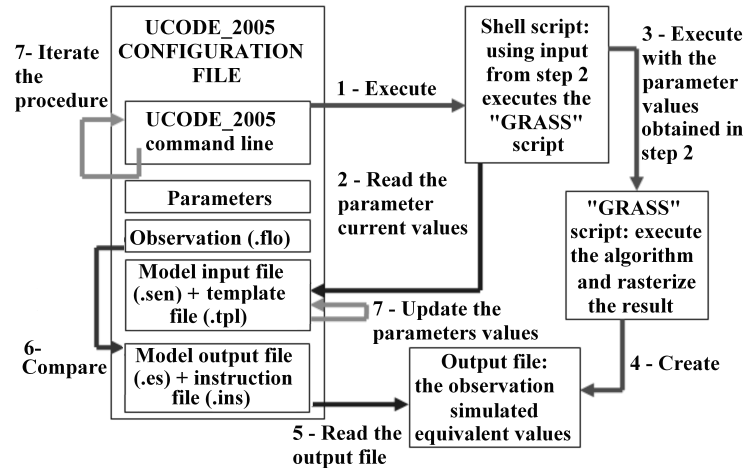 UCODE_2005
CONFIGURATION
FILE
7- Iterate
the
procedure
UCODE_2005
command line
Parameters
Observation (.flo)
Model input file
(.sen) + template
file (.tpl)
Model output file
(.es) + instruction
file (.ins)
6-
Compare
1 - Execute
Shell script:
using input
from step 2
executes the
"GRASS"
script
3 - Execute
with the
parameter
values
obtained in
step 2
2 - Read the
parameter
current values
"GRASS"
script: execute
the algorithm
and rasterize
the result
7 - Update the
parameters values
4 - Create
Output file:
the observation
simulated
equivalent values
5 - Read the
output file